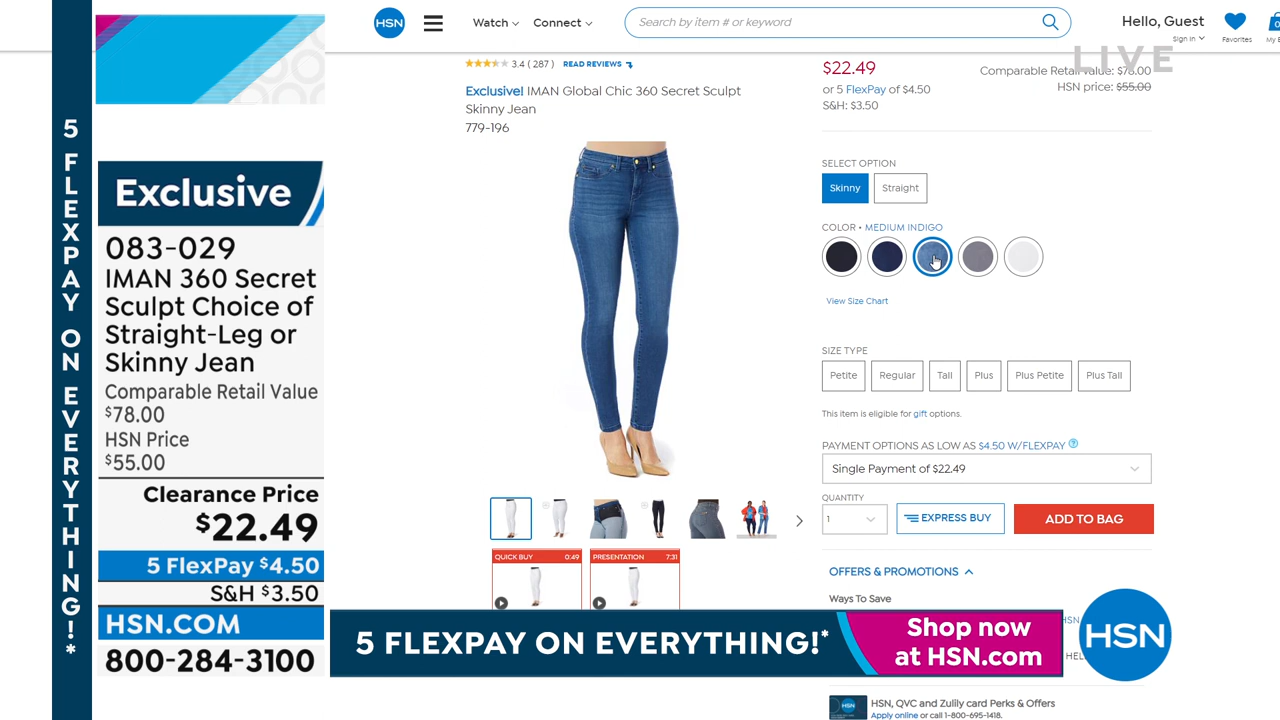 5 FLEXPAY ON EVERYTHING!*
Exclusive
083-029
IMAN 360 Secret
Sculpt Choice of
Straight-Leg or
Skinny Jean
Comparable Retail Value
$78.00
HSN Price
$55.00
Clearance Price
$22.49
5 FlexPay $4.50
S&H $3.50
HSN.COM
800-284-3100
HSN
Watch
Connect
Search by item # or keyword
Hello, Guest
Sign In
Favorites
My
0
LIVE
3.4 ( 287 )
READ REVIEWS
Exclusive! IMAN Global Chic 360 Secret Sculpt
Skinny Jean
779-196
QUICK BUY 0:49
PRESENTATION 7:31
$22.49
Comparable Retail Value: $78.00
or 5 FlexPay of $4.50
HSN price: $55.00
S&H: $3.50
SELECT OPTION
Skinny
Straight
COLOR • MEDIUM INDIGO
View Size Chart
SIZE TYPE
Petite
Regular
Tall
Plus
Plus Petite
Plus Tall
This item is eligible for gift options.
PAYMENT OPTIONS AS LOW AS $4.50 W/FLEXPAY ?
Single Payment of $22.49
QUANTITY
1
EXPRESS BUY
ADD TO BAG
OFFERS & PROMOTIONS
Ways To Save
5 FLEXPAY ON EVERYTHING!*
Shop now
at HSN.com
HSN
HSN
HSN, QVC and Zulily card Perks & Offers
Apply online or call 1-800-695-1418.